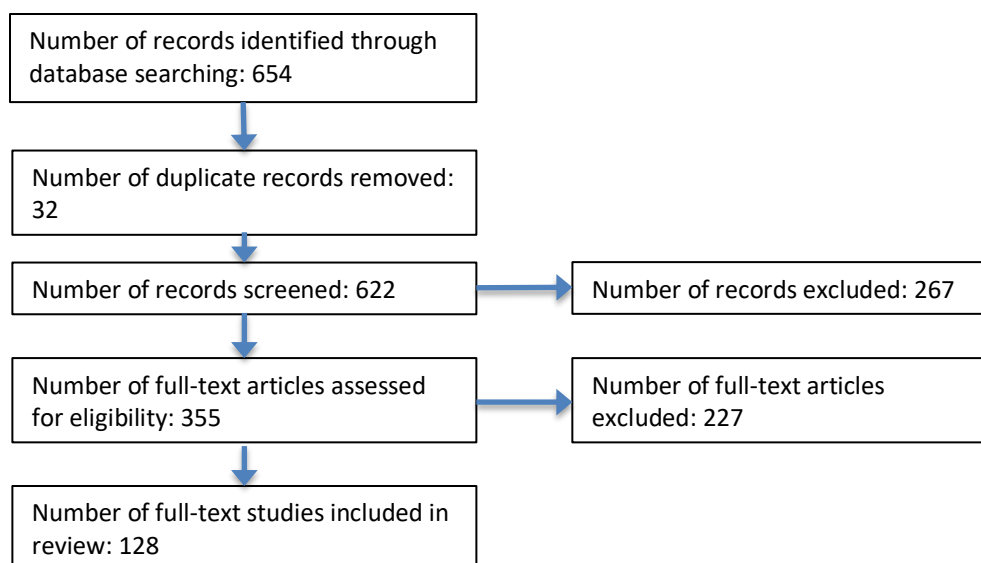 Number of records identified through
database searching: 654
Number of duplicate records removed:
32
Number of records screened: 622
Number of records excluded: 267
Number of full-text articles assessed
for eligibility: 355
Number of full-text articles
excluded: 227
Number of full-text studies included in
review: 128